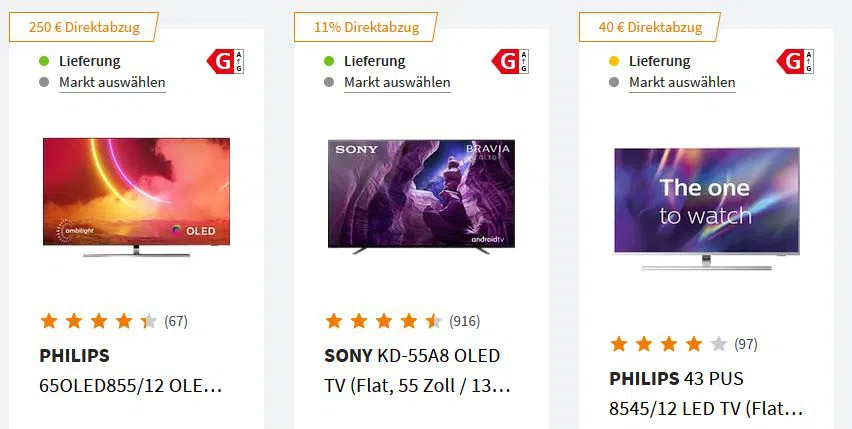 250 € Direktabzug
Lieferung
Markt auswählen
G
A
↑
G
ambilight
OLED
(67)
PHILIPS
65OLED855/12 OLE…
11% Direktabzug
Lieferung
Markt auswählen
G
A
↑
G
SONY
BRAVIA
OLED
androidtv
(916)
SONY KD-55A8 OLED
TV (Flat, 55 Zoll / 13…
40 € Direktabzug
Lieferung
Markt auswählen
G
A
↑
G
The one
to watch
(97)
PHILIPS 43 PUS
8545/12 LED TV (Flat…